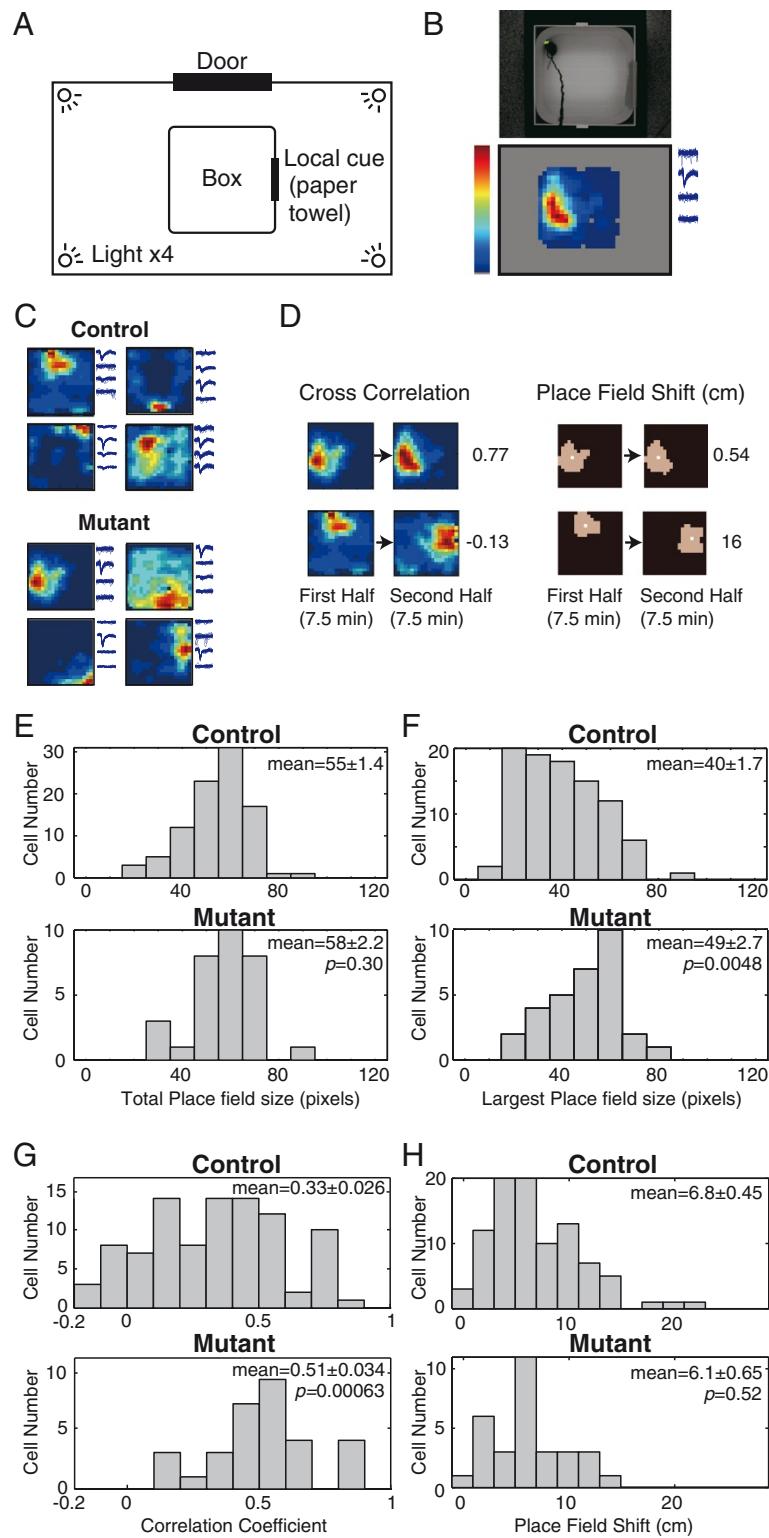 A
Door
Box
Local cue
(paper
towel)
Light x4
B
C
Control
Mutant
D
Cross Correlation
Place Field Shift (cm)
0.77
0.54
-0.13
16
First Half
(7.5 min)
Second Half
(7.5 min)
First Half
(7.5 min)
Second Half
(7.5 min)
E
Control
mean=55±1.4
Cell Number
30
20
10
0
0 40 80 120
Mutant
mean=58±2.2
p=0.30
Cell Number
10
5
0
0 40 80 120
Total Place field size (pixels)
F
Control
mean=40±1.7
Cell Number
20
10
0
0 40 80 120
Mutant
mean=49±2.7
p=0.0048
Cell Number
10
5
0
0 40 80 120
Largest Place field size (pixels)
G
Control
mean=0.33±0.026
Cell Number
15
10
5
0
-0.2 0 0.5 1
Mutant
mean=0.51±0.034
p=0.00063
Cell Number
10
5
0
-0.2 0 0.5 1
Correlation Coefficient
H
Control
mean=6.8±0.45
Cell Number
20
10
0
0 10 20
Mutant
mean=6.1±0.65
p=0.52
Cell Number
10
5
0
0 10 20
Place Field Shift (cm)